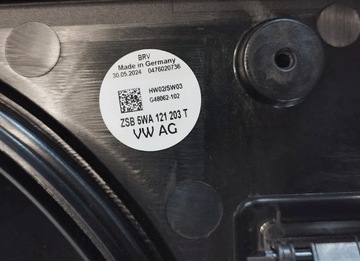 BRV
Made in Germany
30.05.2024 0476020736
HW02/SW03
G48062-102
ZSB 5WA 121 203 T
VW AG